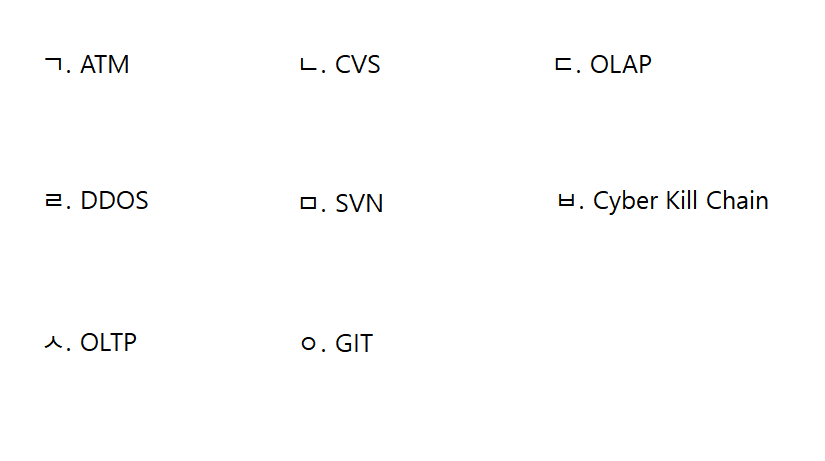 ㄱ. ATM
ㄴ. CVS
ㄷ. OLAP
ㄹ. DDOS
ㅁ. SVN
ㅂ. Cyber Kill Chain
ㅅ. OLTP
ㅇ. GIT